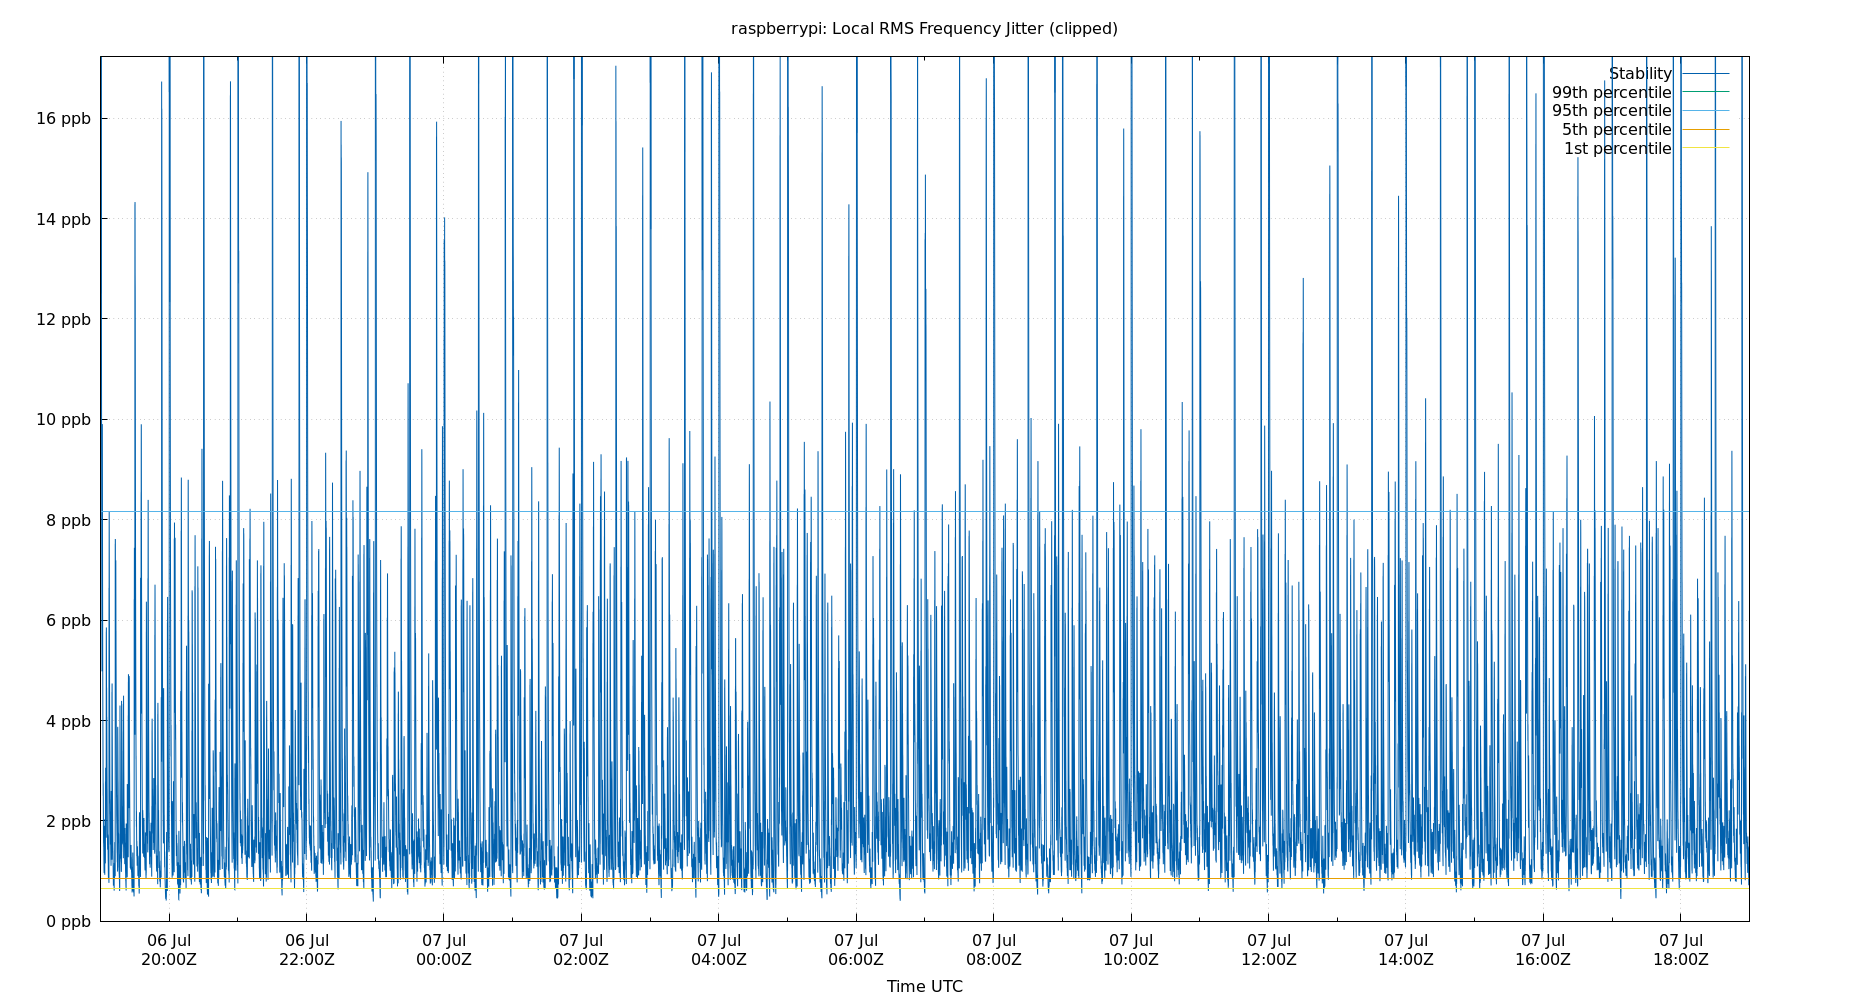 raspberrypi: Local RMS Frequency Jitter (clipped)
Stability
99th percentile
95th percentile
5th percentile
1st percentile
16 ppb
14 ppb
12 ppb
10 ppb
8 ppb
6 ppb
4 ppb
2 ppb
0 ppb
06 Jul 06 Jul 07 Jul 07 Jul 07 Jul 07 Jul 07 Jul 07 Jul 07 Jul 07 Jul 07 Jul 07 Jul
20:00Z 22:00Z 00:00Z 02:00Z 04:00Z 06:00Z 08:00Z 10:00Z 12:00Z 14:00Z 16:00Z 18:00Z
Time UTC